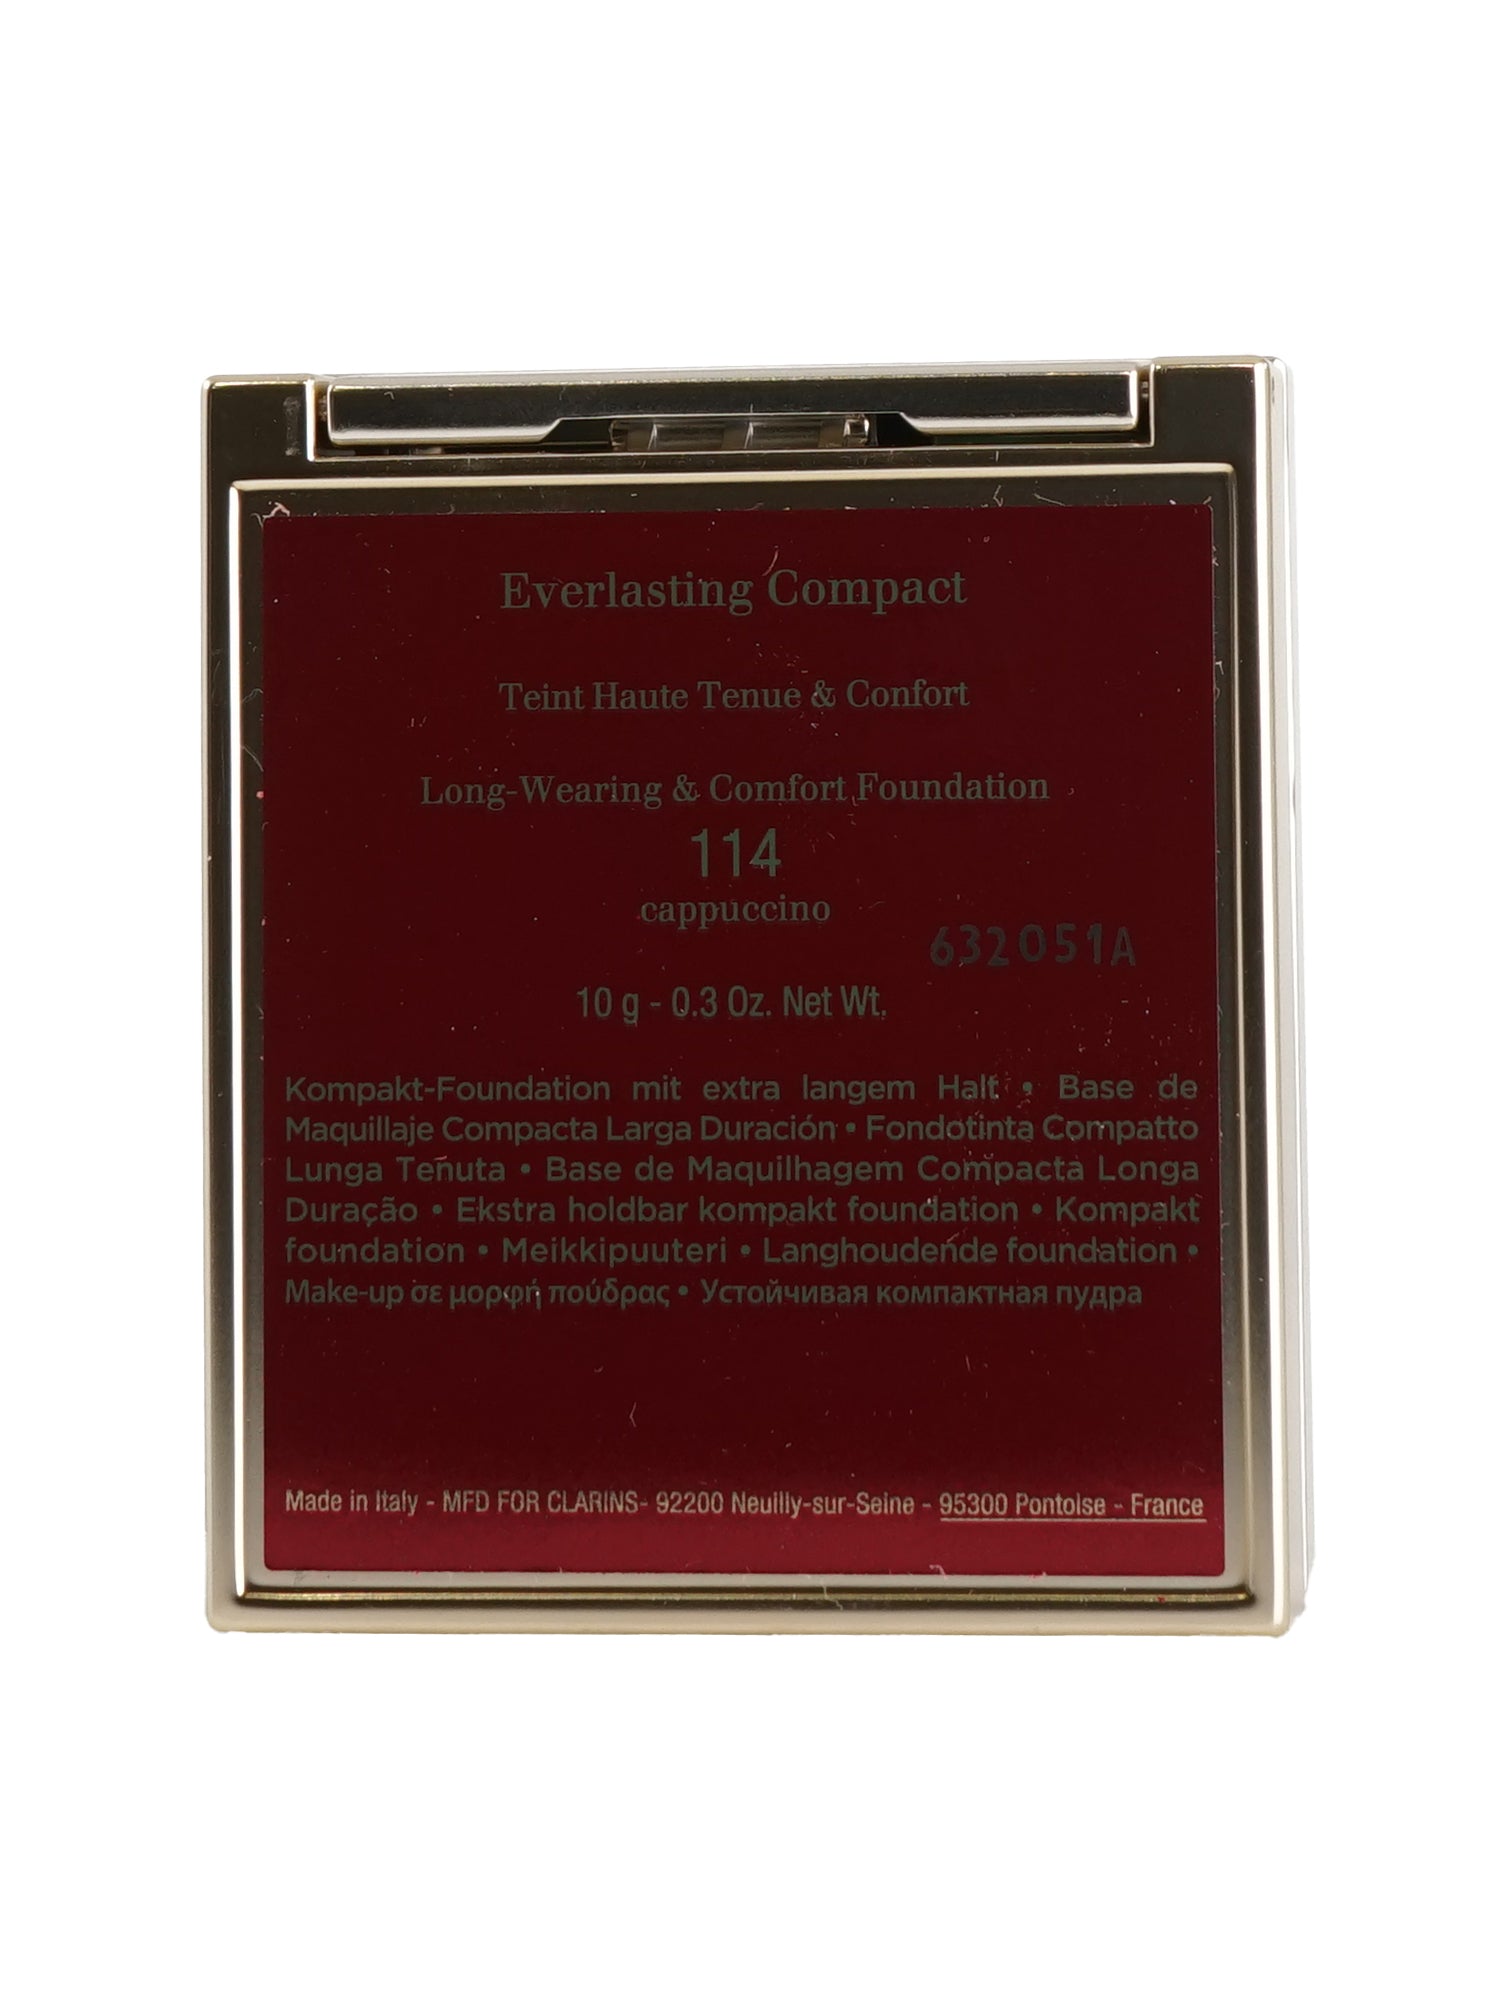 Everlasting Compact
Teint Haute Tenue & Confort
Long-Wearing & Comfort Foundation
114
cappuccino
632051A
10 g - 0.3 Oz. Net Wt.
Kompakt-Foundation mit extra langem Halt • Base de
Maquillaje Compacta Larga Duración • Fondotinta Compatto
Lunga Tenuta • Base de Maquilhagem Compacta Longa
Duração • Ekstra holdbar kompakt foundation • Kompakt
foundation • Meikkipuuteri • Langhoudende foundation •
Make-up σε μορφή πούδρας • Устойчивая компактная пудра
Made in Italy - MFD FOR CLARINS- 92200 Neuilly-sur-Seine - 95300 Pontoise - France